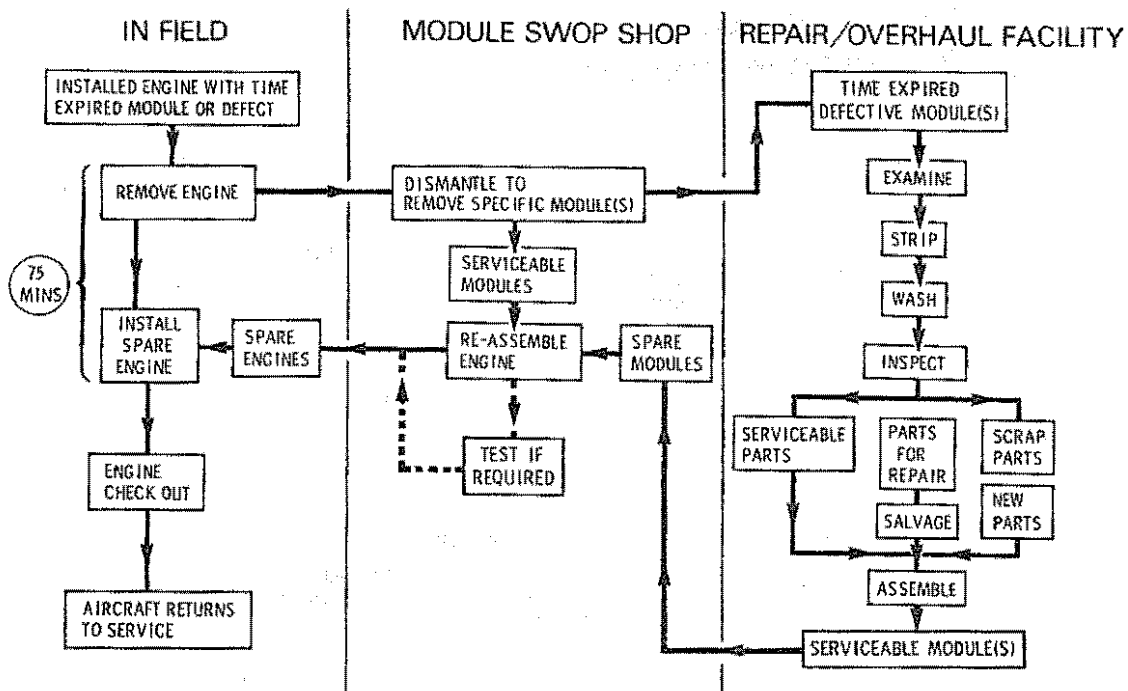 IN FIELD
MODULE SWOP SHOP
REPAIR/OVERHAUL FACILITY
INSTALLED ENGINE WITH TIME
EXPIRED MODULE OR DEFECT
REMOVE ENGINE
75
MINS
INSTALL
SPARE
ENGINE
SPARE
ENGINES
ENGINE
CHECK OUT
AIRCRAFT RETURNS
TO SERVICE
DISMANTLE TO
REMOVE SPECIFIC MODULE(S)
SERVICEABLE
MODULES
RE-ASSEMBLE
ENGINE
SPARE
MODULES
TEST IF
REQUIRED
TIME EXPIRED
DEFECTIVE MODULE(S)
EXAMINE
STRIP
WASH
INSPECT
SERVICEABLE
PARTS
PARTS
FOR
REPAIR
SCRAP
PARTS
SALVAGE
NEW
PARTS
ASSEMBLE
SERVICEABLE MODULE(S)